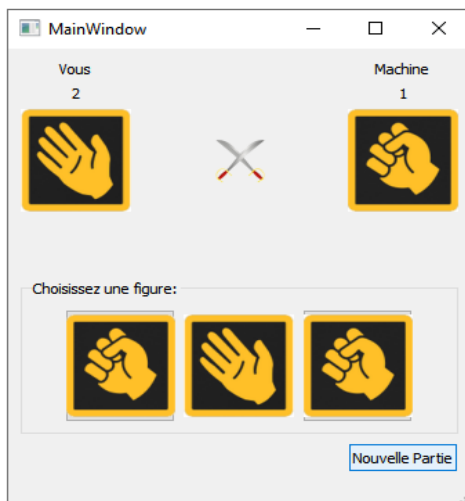 MainWindow
Vous
Machine
2
1
Choisissez une figure:
Nouvelle Partie